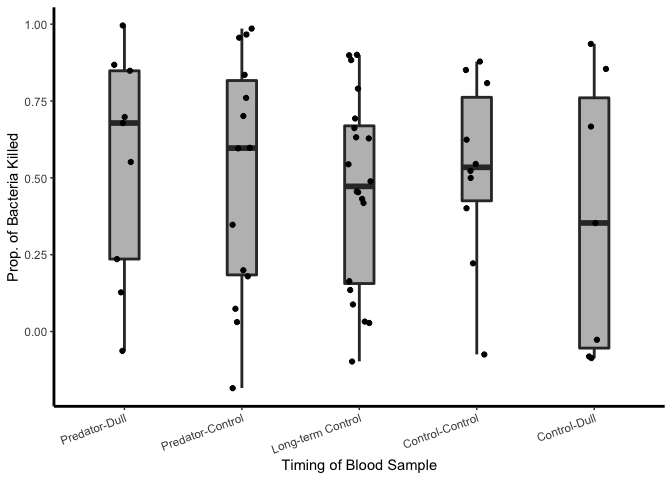 Prop. of Bacteria Killed
1.00
0.75
0.50
0.25
0.00
Predator-Dull
Predator-Control
Long-term Control
Control-Control
Control-Dull
Timing of Blood Sample